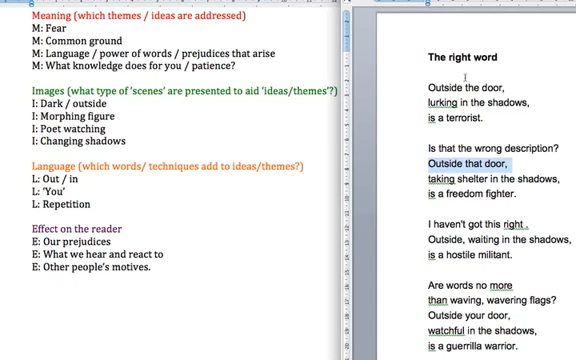 Meaning (which themes / ideas are addressed)
M: Fear
M: Common ground
M: Language / power of words / prejudices that arise
M: What knowledge does for you / patience?
Images (what type of 'scenes' are presented to aid 'ideas/themes'?)
I: Dark / outside
I: Morphing figure
I: Poet watching
I: Changing shadows
Language (which words/ techniques add to ideas/themes?)
L: Out / in
L: 'You'
L: Repetition
Effect on the reader
E: Our prejudices
E: What we hear and react to
E: Other people's motives.
The right word
Outside the door,
lurking in the shadows,
is a terrorist.
Is that the wrong description?
Outside that door,
taking shelter in the shadows,
is a freedom fighter.
I haven't got this right .
Outside, waiting in the shadows,
is a hostile militant.
Are words no more
than waving, wavering flags?
Outside your door,
watchful in the shadows,
is a guerrilla warrior.